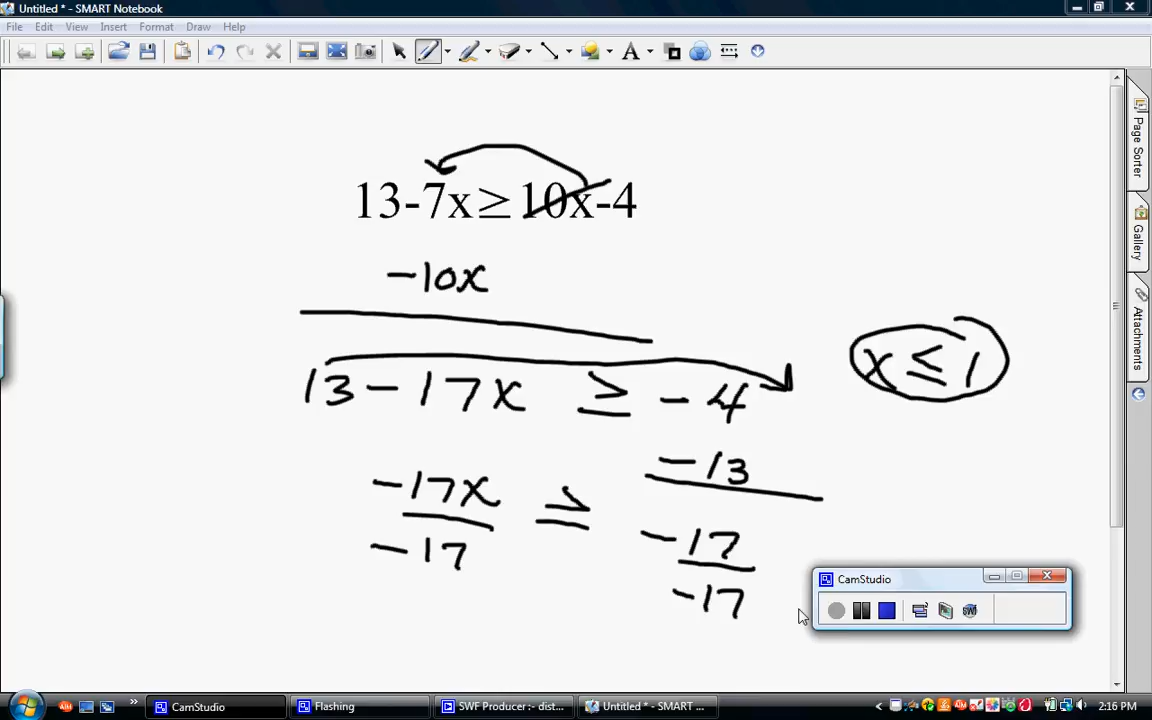 Untitled * - SMART Notebook
File Edit View Insert Format Draw Help
13-7x≥10x-4
-10x
13-17x ≥ -4
x ≤ 1
-13
-17x ≥ -17
-17 -17
Page Sorter
Gallery
Attachments
CamStudio
CamStudio
Flashing
SWF Producer :- dist...
Untitled * - SMART ...
2:16 PM